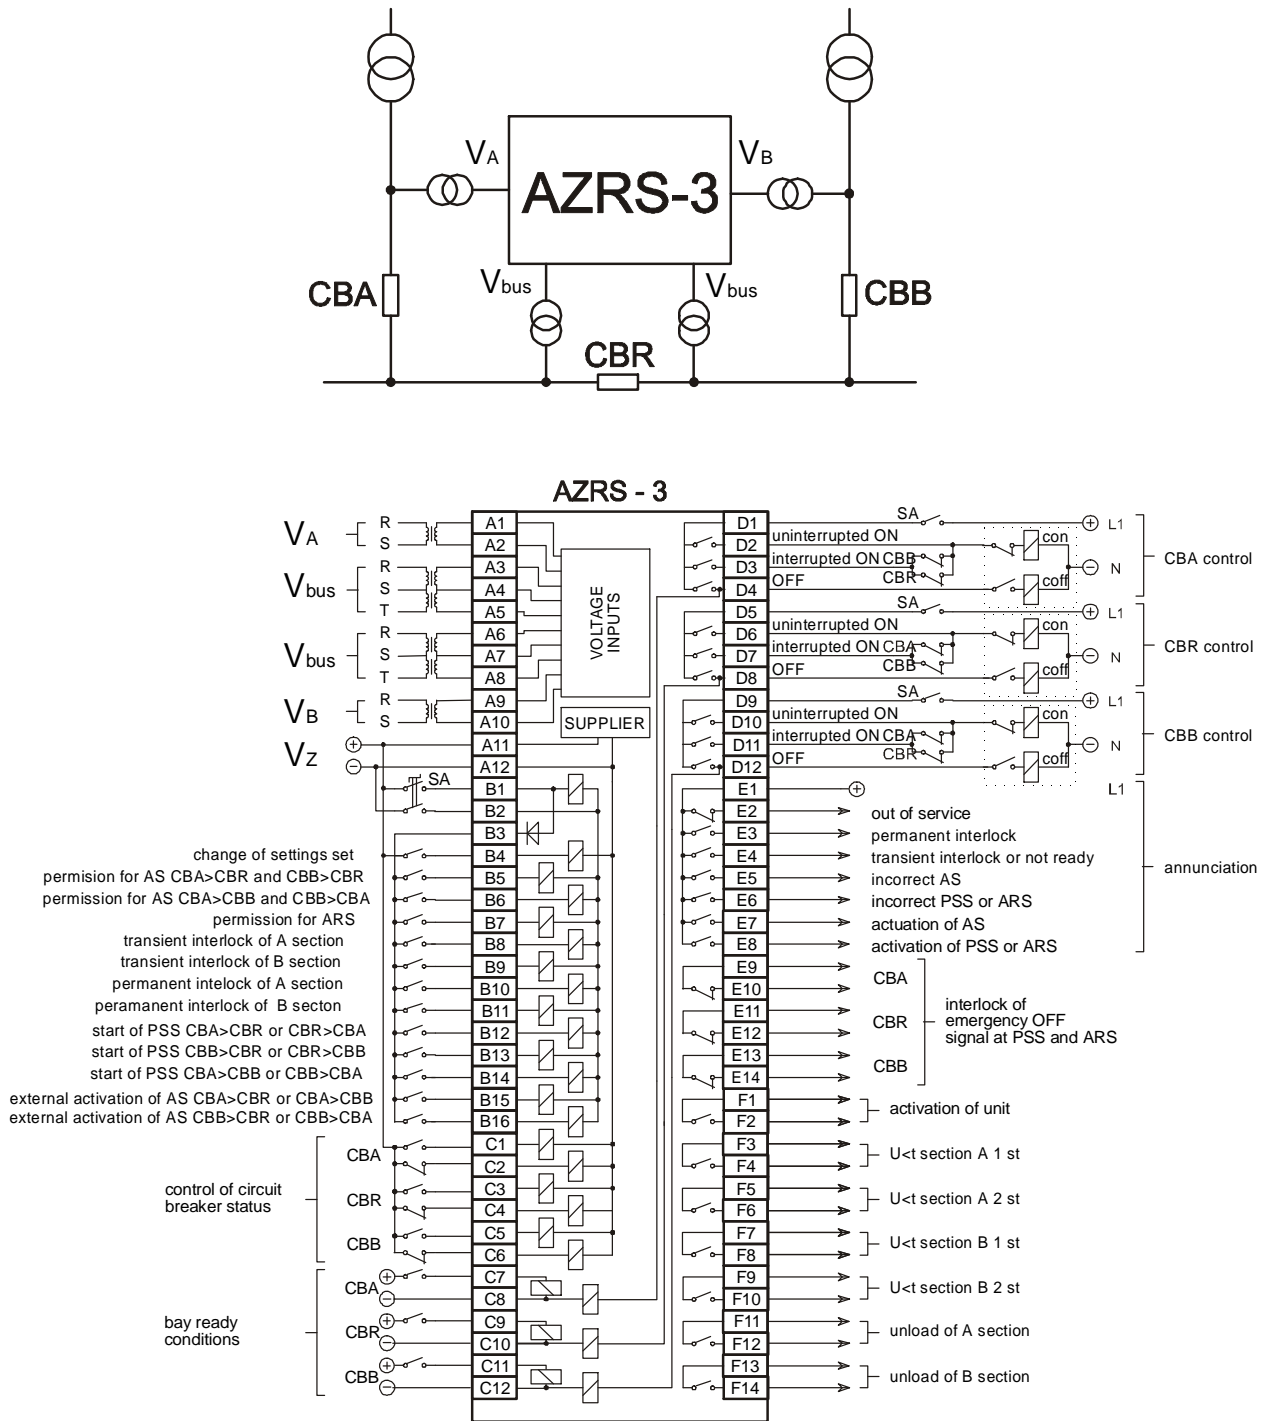 V_A
V_B
AZRS-3
V_bus
V_bus
CBA
CBB
CBR
AZRS - 3
V_A
R
S
V_bus
R
S
T
V_bus
R
S
T
V_B
R
S
V_Z
+
-
SA
A1
A2
A3
A4
A5
A6
A7
A8
A9
A10
A11
A12
B1
B2
B3
B4
B5
B6
B7
B8
B9
B10
B11
B12
B13
B14
B15
B16
C1
C2
C3
C4
C5
C6
C7
C8
C9
C10
C11
C12
VOLTAGE
INPUTS
SUPPLIER
change of settings set
permision for AS CBA>CBR and CBB>CBR
permission for AS CBA>CBB and CBB>CBA
permission for ARS
transient interlock of A section
transient interlock of B section
permanent intelock of A section
peramanent interlock of B secton
start of PSS CBA>CBR or CBR>CBA
start of PSS CBB>CBR or CBR>CBB
start of PSS CBA>CBB or CBB>CBA
external activation of AS CBA>CBR or CBA>CBB
external activation of AS CBB>CBR or CBB>CBA
control of circuit
breaker status
CBA
CBR
CBB
bay ready
conditions
CBA
+
-
CBR
+
-
CBB
+
-
D1
D2
D3
D4
D5
D6
D7
D8
D9
D10
D11
D12
E1
E2
E3
E4
E5
E6
E7
E8
E9
E10
E11
E12
E13
E14
F1
F2
F3
F4
F5
F6
F7
F8
F9
F10
F11
F12
F13
F14
SA
+ L1
uninterrupted ON
con
interrupted ON CBB
- N
CBR
OFF
coff
CBA control
SA
+ L1
uninterrupted ON
con
interrupted ON CBA
- N
CBB
OFF
coff
CBR control
SA
+ L1
uninterrupted ON
con
interrupted ON CBA
- N
CBR
OFF
coff
CBB control
+ L1
out of service
permanent interlock
transient interlock or not ready
incorrect AS
incorrect PSS or ARS
actuation of AS
activation of PSS or ARS
annunciation
CBA
CBR
CBB
interlock of
emergency OFF
signal at PSS and ARS
activation of unit
U<t section A 1 st
U<t section A 2 st
U<t section B 1 st
U<t section B 2 st
unload of A section
unload of B section